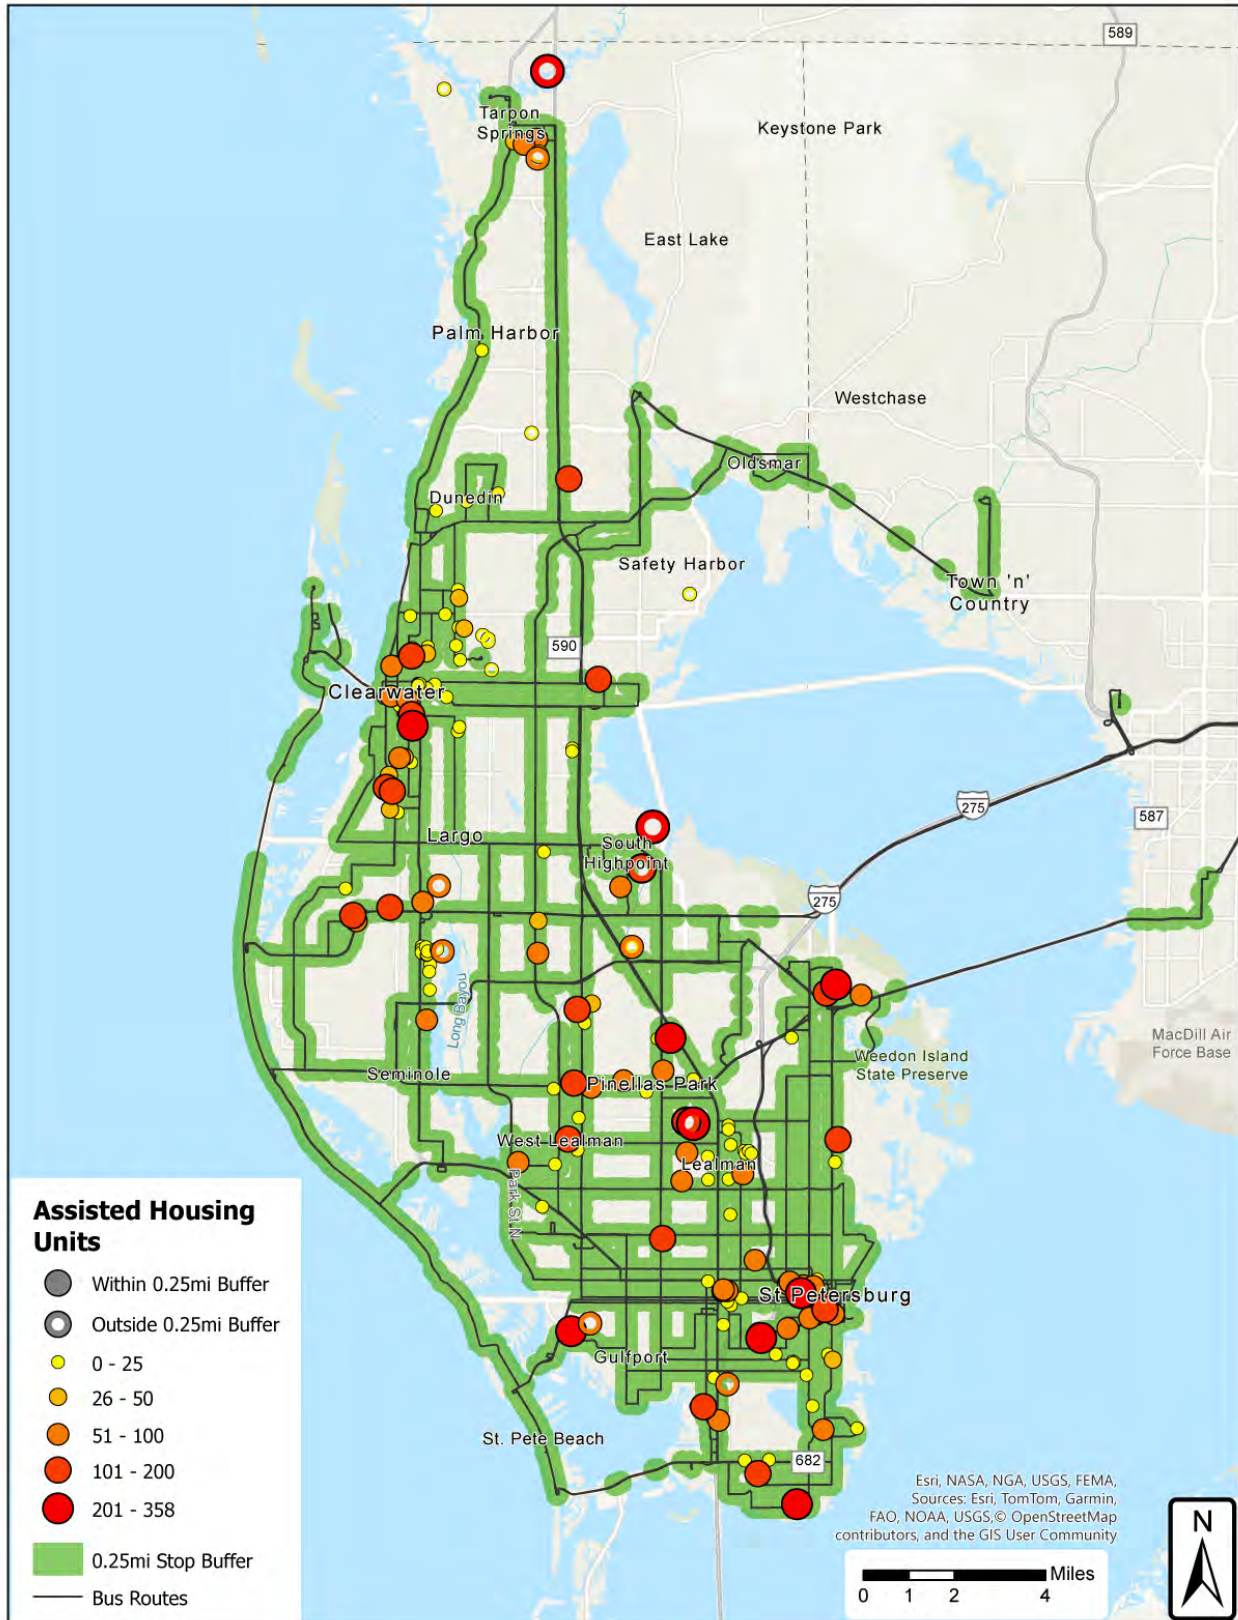 589
Tarpon
Springs
Keystone Park
East Lake
Palm Harbor
Westchase
Oldsmar
Dunedin
Safety Harbor
Town 'n'
Country
590
Clearwater
275
587
Largo
South
Highpoint
275
Long Bayou
MacDill Air
Force Base
Weedon Island
State Preserve
Seminole
Pinellas Park
West Lealman
Lealman
Park St N
St Petersburg
Gulfport
St. Pete Beach
682
Assisted Housing
Units
Within 0.25mi Buffer
Outside 0.25mi Buffer
0 - 25
26 - 50
51 - 100
101 - 200
201 - 358
0.25mi Stop Buffer
Bus Routes
Esri, NASA, NGA, USGS, FEMA,
Sources: Esri, TomTom, Garmin,
FAO, NOAA, USGS,© OpenStreetMap
contributors, and the GIS User Community
0 1 2 4 Miles
N